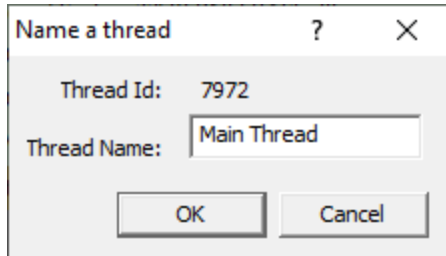 Name a thread ? ×
Thread Id: 7972
Thread Name: Main Thread
OK Cancel